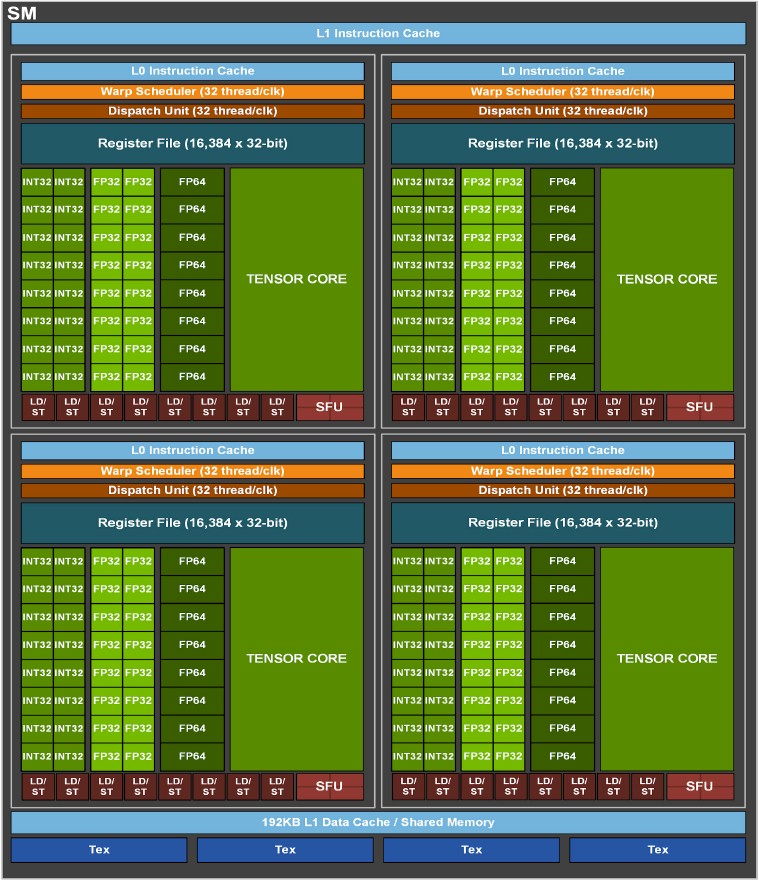 SM
L1 Instruction Cache
L0 Instruction Cache
Warp Scheduler (32 thread/clk)
Dispatch Unit (32 thread/clk)
Register File (16,384 x 32-bit)
INT32 INT32 FP32 FP32 FP64
INT32 INT32 FP32 FP32 FP64
INT32 INT32 FP32 FP32 FP64
INT32 INT32 FP32 FP32 FP64
TENSOR CORE
INT32 INT32 FP32 FP32 FP64
INT32 INT32 FP32 FP32 FP64
INT32 INT32 FP32 FP32 FP64
INT32 INT32 FP32 FP32 FP64
LD/ LD/ LD/ LD/ LD/ LD/ LD/ LD/
ST ST ST ST ST ST ST ST
SFU
L0 Instruction Cache
Warp Scheduler (32 thread/clk)
Dispatch Unit (32 thread/clk)
Register File (16,384 x 32-bit)
INT32 INT32 FP32 FP32 FP64
INT32 INT32 FP32 FP32 FP64
INT32 INT32 FP32 FP32 FP64
INT32 INT32 FP32 FP32 FP64
TENSOR CORE
INT32 INT32 FP32 FP32 FP64
INT32 INT32 FP32 FP32 FP64
INT32 INT32 FP32 FP32 FP64
INT32 INT32 FP32 FP32 FP64
LD/ LD/ LD/ LD/ LD/ LD/ LD/ LD/
ST ST ST ST ST ST ST ST
SFU
L0 Instruction Cache
Warp Scheduler (32 thread/clk)
Dispatch Unit (32 thread/clk)
Register File (16,384 x 32-bit)
INT32 INT32 FP32 FP32 FP64
INT32 INT32 FP32 FP32 FP64
INT32 INT32 FP32 FP32 FP64
INT32 INT32 FP32 FP32 FP64
TENSOR CORE
INT32 INT32 FP32 FP32 FP64
INT32 INT32 FP32 FP32 FP64
INT32 INT32 FP32 FP32 FP64
INT32 INT32 FP32 FP32 FP64
LD/ LD/ LD/ LD/ LD/ LD/ LD/ LD/
ST ST ST ST ST ST ST ST
SFU
L0 Instruction Cache
Warp Scheduler (32 thread/clk)
Dispatch Unit (32 thread/clk)
Register File (16,384 x 32-bit)
INT32 INT32 FP32 FP32 FP64
INT32 INT32 FP32 FP32 FP64
INT32 INT32 FP32 FP32 FP64
INT32 INT32 FP32 FP32 FP64
TENSOR CORE
INT32 INT32 FP32 FP32 FP64
INT32 INT32 FP32 FP32 FP64
INT32 INT32 FP32 FP32 FP64
INT32 INT32 FP32 FP32 FP64
LD/ LD/ LD/ LD/ LD/ LD/ LD/ LD/
ST ST ST ST ST ST ST ST
SFU
192KB L1 Data Cache / Shared Memory
Tex Tex Tex Tex